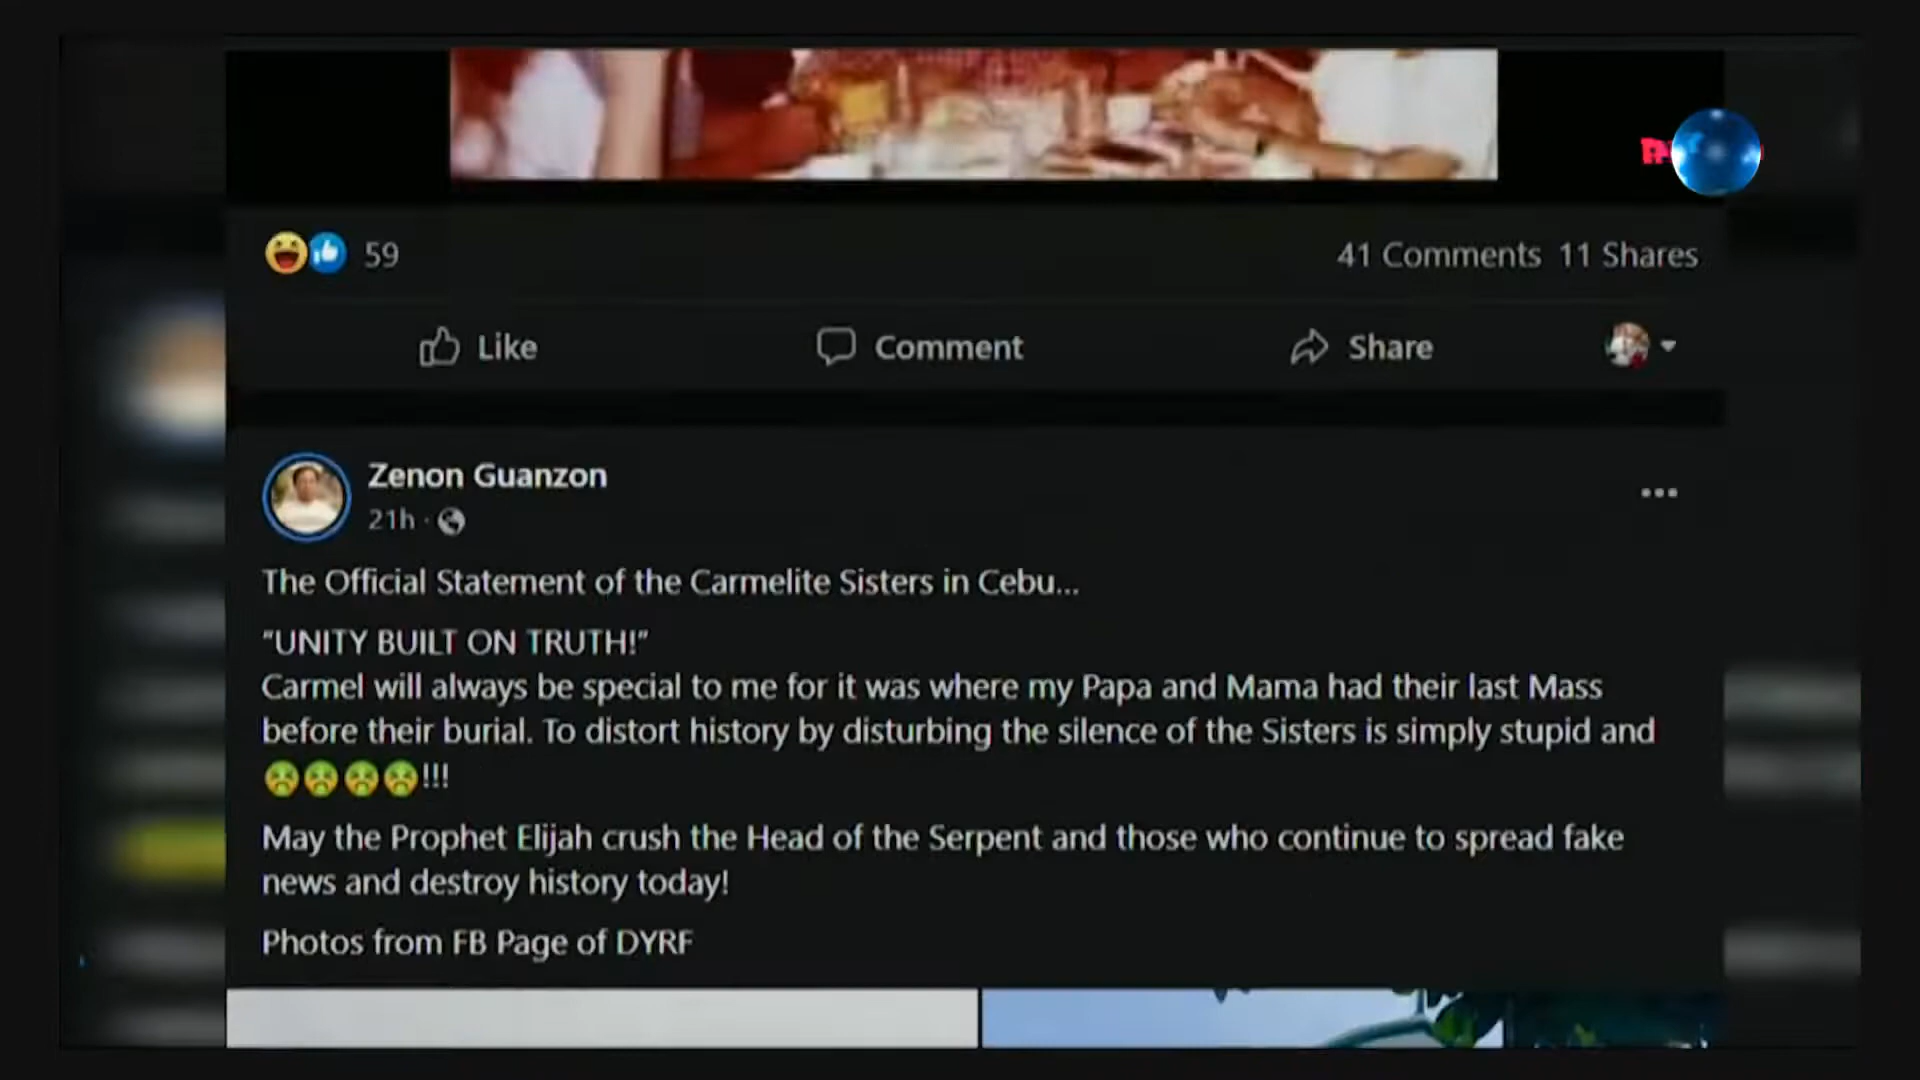 59
41 Comments 11 Shares
Like
Comment
Share
Zenon Guanzon
21h ·
The Official Statement of the Carmelite Sisters in Cebu...
"UNITY BUILT ON TRUTH!"
Carmel will always be special to me for it was where my Papa and Mama had their last Mass
before their burial. To distort history by disturbing the silence of the Sisters is simply stupid and
🤮🤮🤮🤮!!!
May the Prophet Elijah crush the Head of the Serpent and those who continue to spread fake
news and destroy history today!
Photos from FB Page of DYRF